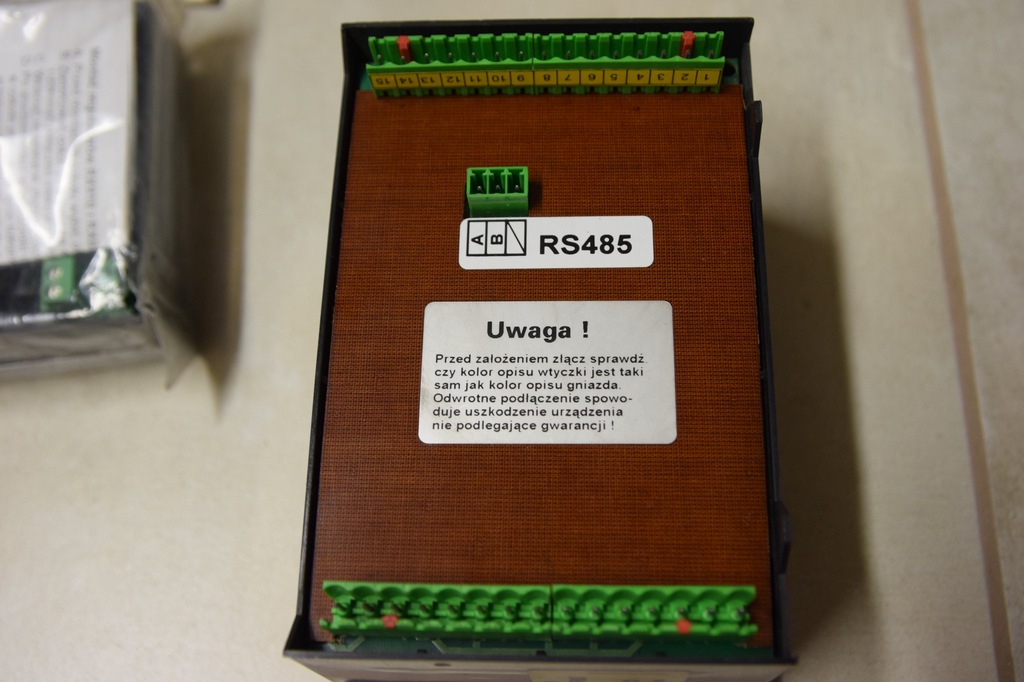 15 14 13 12 11 10 9 8 7 6 5 4 3 2 1
A B RS485
Uwaga !
Przed założeniem złącz sprawdź
czy kolor opisu wtyczki jest taki
sam jak kolor opisu gniazda.
Odwrotne podłączenie spowo-
duje uszkodzenie urządzenia
nie podlegające gwarancji !